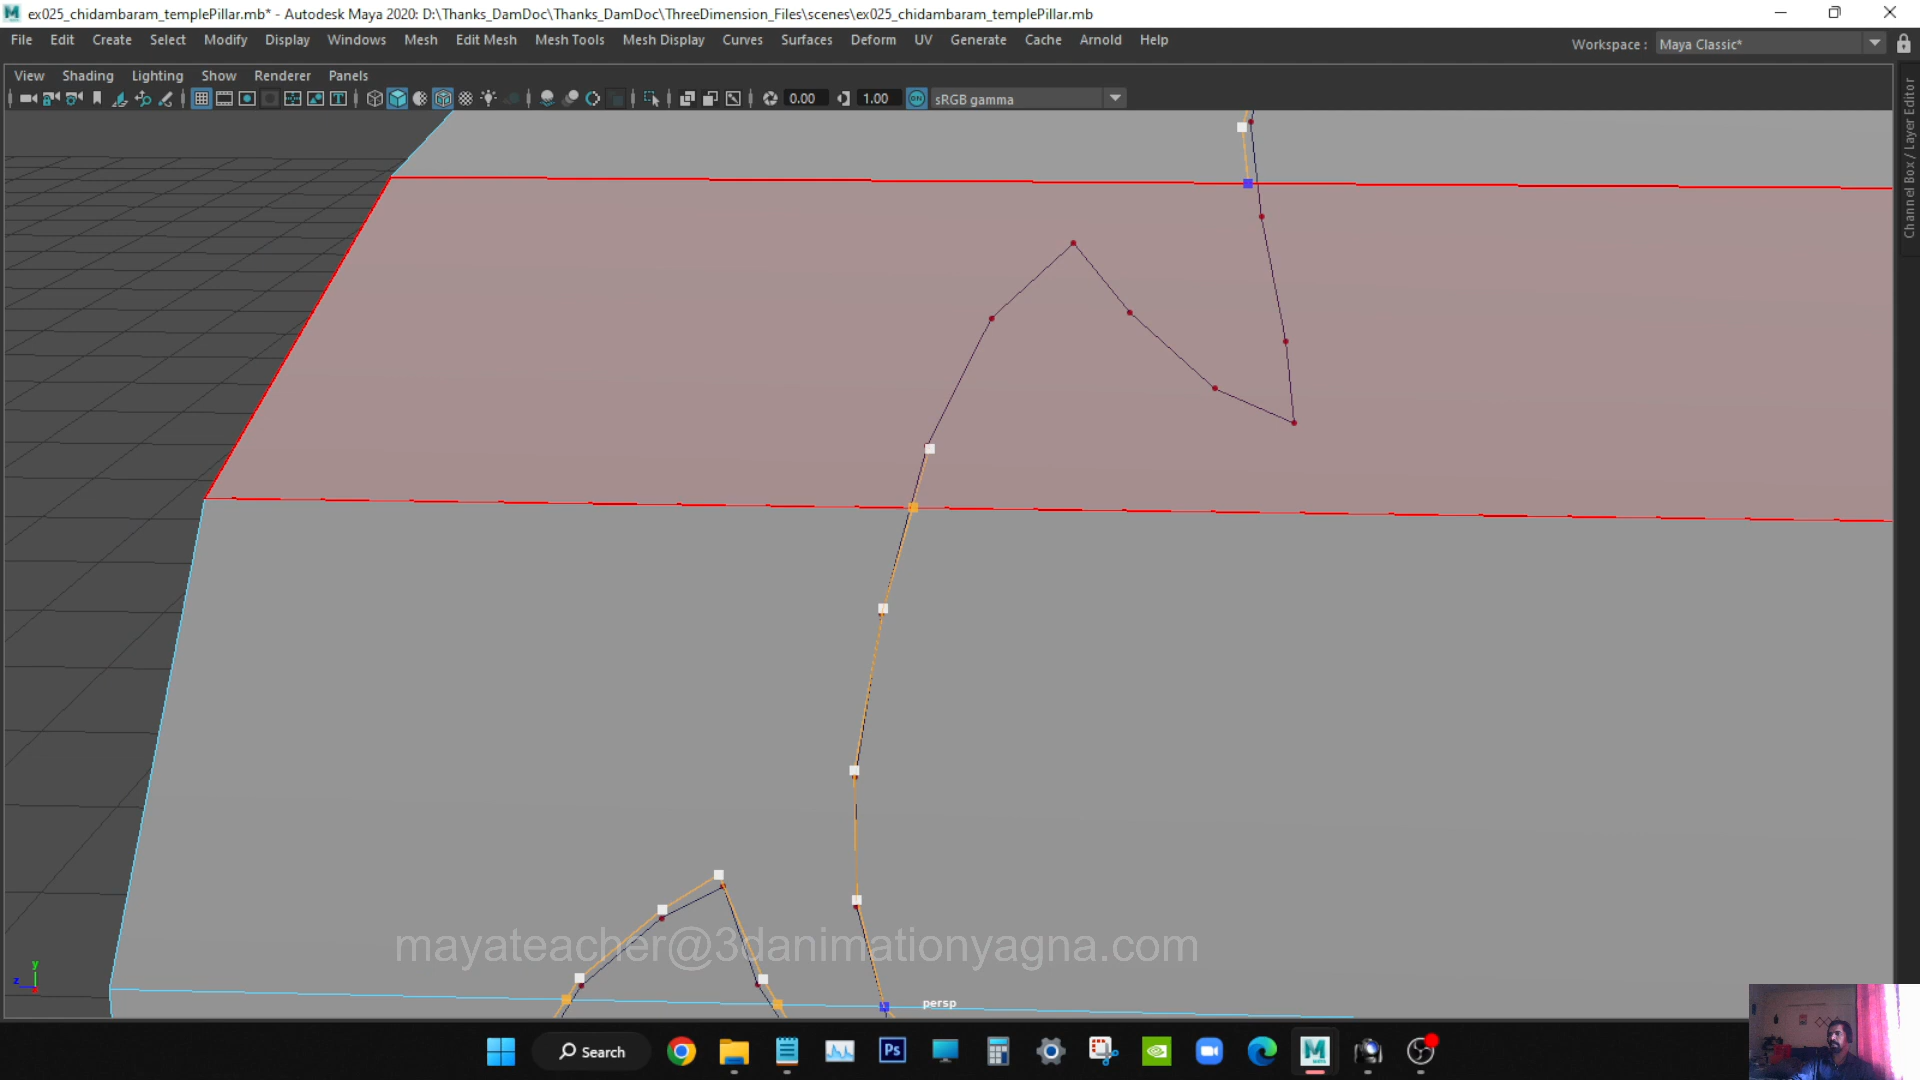 ex025_chidambaram_templePillar.mb* - Autodesk Maya 2020: D:\Thanks_DamDoc\Thanks_DamDoc\ThreeDimension_Files\scenes\ex025_chidambaram_templePillar.mb
File Edit Create Select Modify Display Windows Mesh Edit Mesh Mesh Tools Mesh Display Curves Surfaces Deform UV Generate Cache Arnold Help
Workspace : Maya Classic*
View Shading Lighting Show Renderer Panels
0.00 1.00 ON sRGB gamma
Channel Box / Layer Editor
mayateacher@3danimationyagna.com
y
z
persp
Search
Ps
M